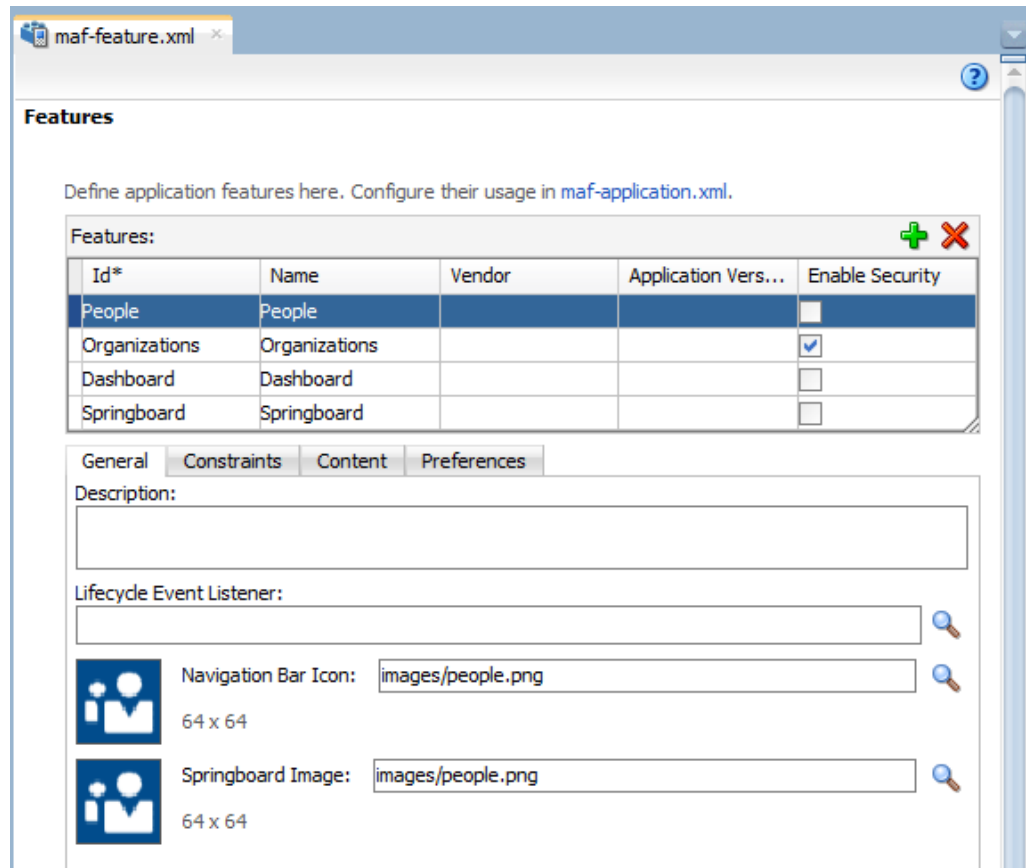 maf-feature.xml
Features
Define application features here. Configure their usage in maf-application.xml.
Features:
Id* Name Vendor Application Vers... Enable Security
People People
Organizations Organizations
Dashboard Dashboard
Springboard Springboard
General Constraints Content Preferences
Description:
Lifecycle Event Listener:
Navigation Bar Icon: images/people.png
64 x 64
Springboard Image: images/people.png
64 x 64